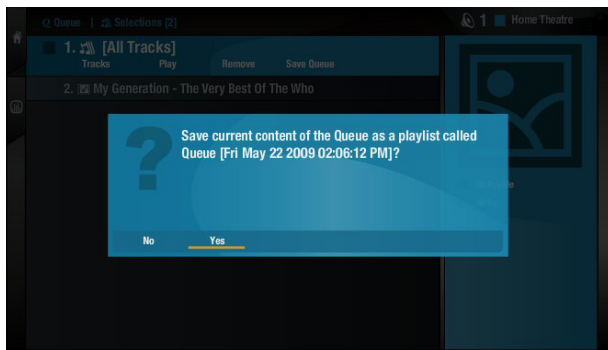 Q Queue | Selections [2]
1 Home Theatre
1. [All Tracks]
Tracks Play Remove Save Queue
2. My Generation - The Very Best Of The Who
Save current content of the Queue as a playlist called
Queue [Fri May 22 2009 02:06:12 PM]?
No Yes